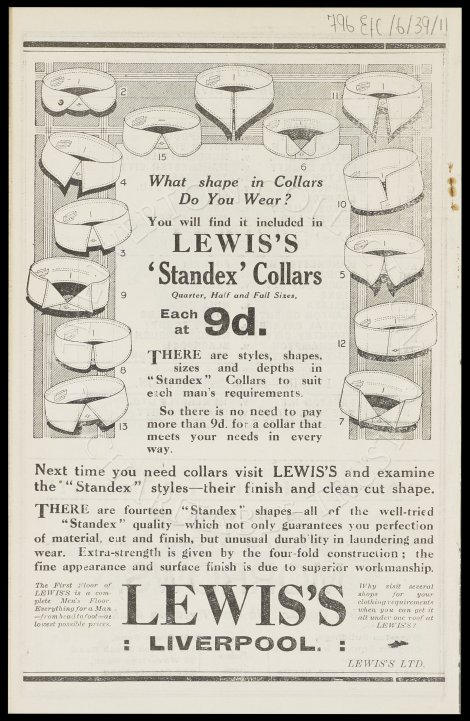 796 EJC /6/39/11
2
15
6
11
4
10
3
5
9
12
8
13
7
What shape in Collars
Do You Wear?
You will find it included in
LEWIS'S
'Standex' Collars
Quarter, Half and Full Sizes,
Each
at 9d.
THERE are styles, shapes,
sizes and depths in
"Standex" Collars to suit
each man's requirements.
So there is no need to pay
more than 9d. for a collar that
meets your needs in every
way.
Next time you need collars visit LEWIS'S and examine
the "Standex" styles—their finish and clean cut shape.
THERE are fourteen "Standex" shapes—all of the well-tried
"Standex" quality which not only guarantees you perfection
of material, cut and finish, but unusual durability in laundering and
wear. Extra-strength is given by the four-fold construction; the
fine appearance and surface finish is due to superior workmanship.
The First Floor of
LEWIS'S is a com-
plete Men's Floor.
Everything for a Man
—from head to foot—at
lowest possible prices.
LEWIS'S
: LIVERPOOL. :
Why visit several
shops for your
clothing requirements
when you can get it
all under one roof at
LEWIS'S?
LEWIS'S LTD.